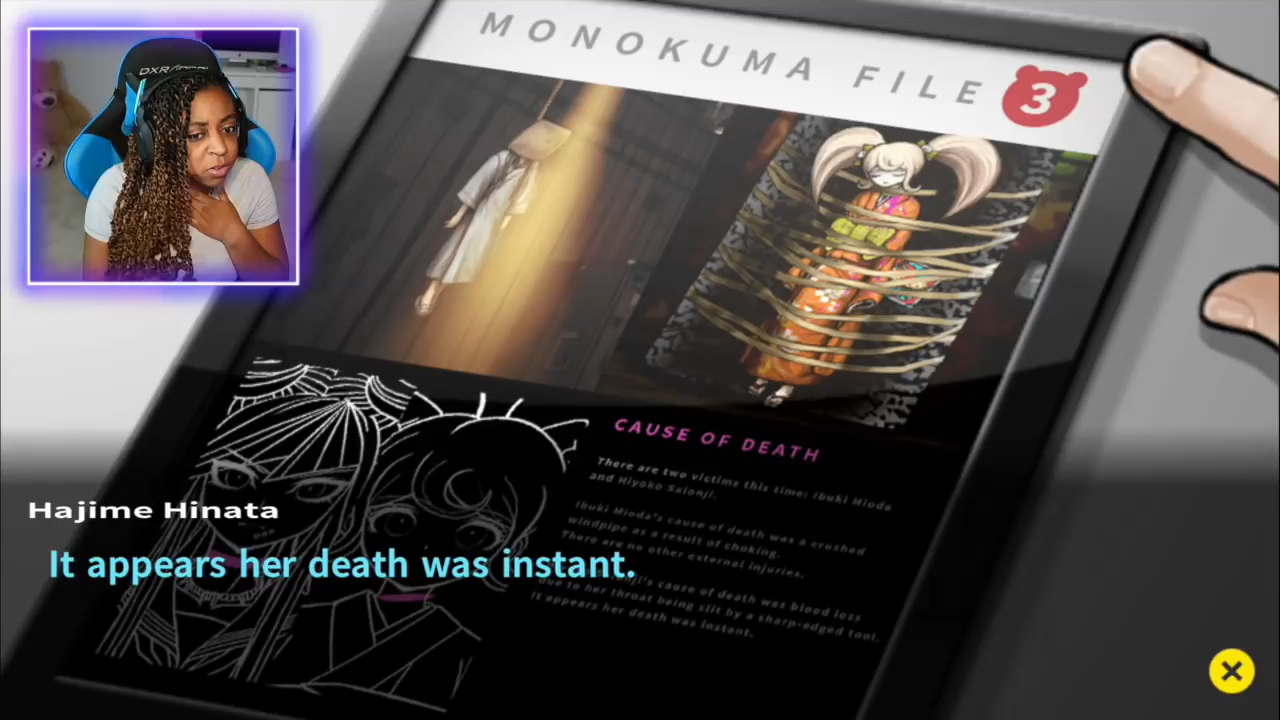 DXRACER
MONOKUMA FILE 3
CAUSE OF DEATH
There are two victims this time: Ibuki Mioda
and Hiyoko Saionji.
Ibuki Mioda's cause of death was a crushed
windpipe as a result of choking.
There are no other external injuries.
cause of death was blood loss
due to her throat being slit by a sharp-edged tool.
It appears her death was instant.
Hajime Hinata
It appears her death was instant.